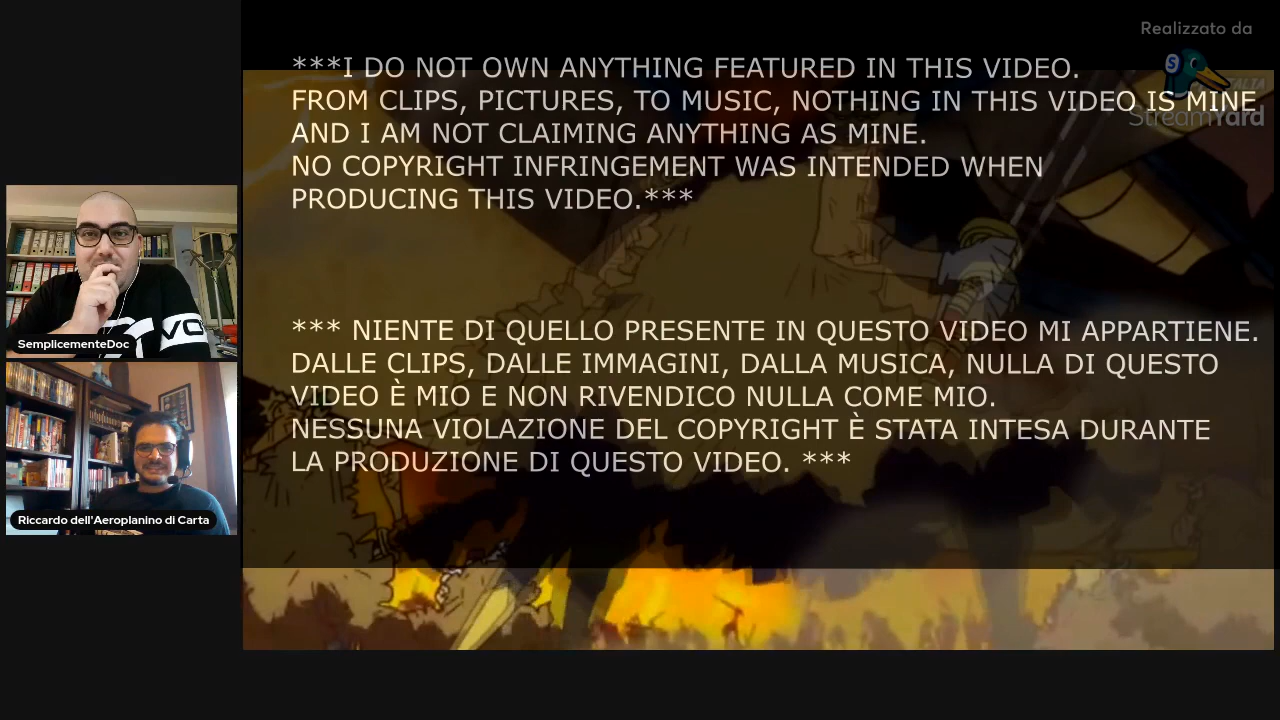 Realizzato da
StreamYard
***I DO NOT OWN ANYTHING FEATURED IN THIS VIDEO.
FROM CLIPS, PICTURES, TO MUSIC, NOTHING IN THIS VIDEO IS MINE
AND I AM NOT CLAIMING ANYTHING AS MINE.
NO COPYRIGHT INFRINGEMENT WAS INTENDED WHEN
PRODUCING THIS VIDEO.***
*** NIENTE DI QUELLO PRESENTE IN QUESTO VIDEO MI APPARTIENE.
DALLE CLIPS, DALLE IMMAGINI, DALLA MUSICA, NULLA DI QUESTO
VIDEO È MIO E NON RIVENDICO NULLA COME MIO.
NESSUNA VIOLAZIONE DEL COPYRIGHT È STATA INTESA DURANTE
LA PRODUZIONE DI QUESTO VIDEO. ***
SemplicementeDoc
Riccardo dell'Aeroplanino di Carta